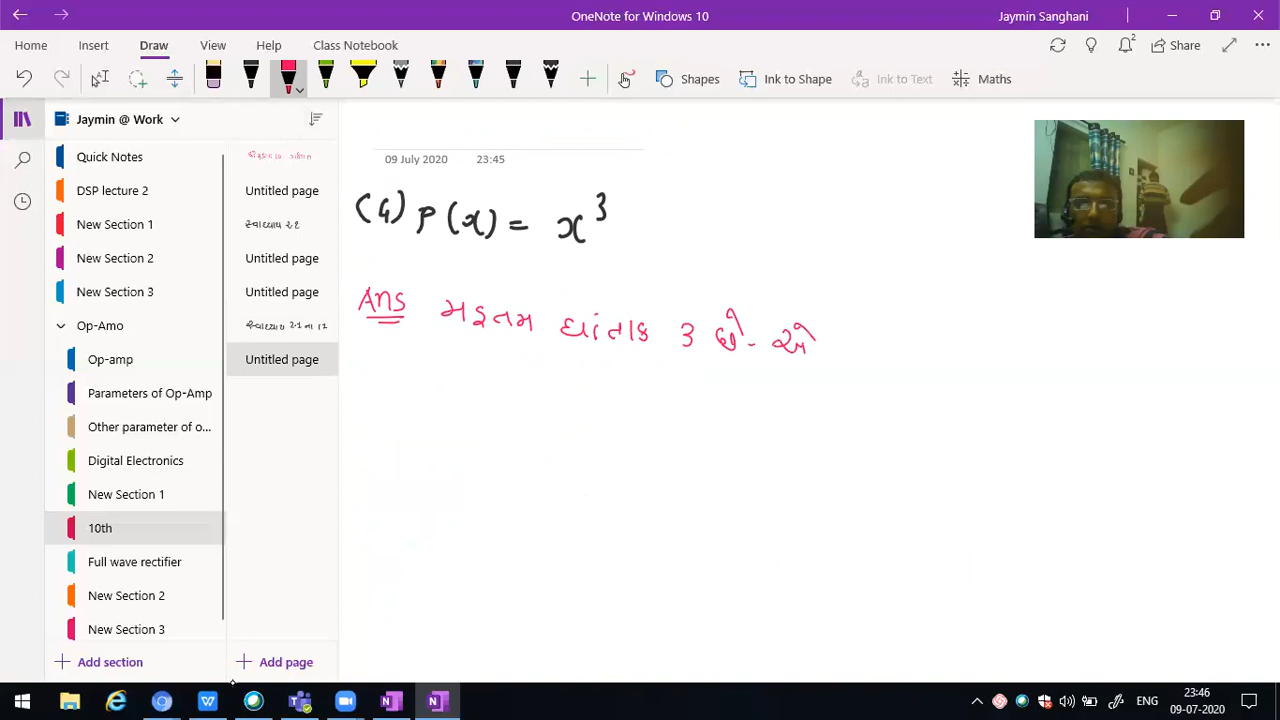 OneNote for Windows 10
Jaymin Sanghani
Home Insert Draw View Help Class Notebook
Share
Shapes Ink to Shape Ink to Text Maths
Jaymin @ Work
Quick Notes
DSP lecture 2
New Section 1
New Section 2
New Section 3
Op-Amo
Op-amp
Parameters of Op-Amp
Other parameter of o...
Digital Electronics
New Section 1
10th
Full wave rectifier
New Section 2
New Section 3
Add section
Untitled page
સ્વાધ્યાય ૨.૧
Untitled page
Untitled page
Untitled page
Add page
09 July 2020 23:45
p(x) = x^3
Ans મહતમ ઘાંતાક 3 છે.
ENG
23:46
09-07-2020